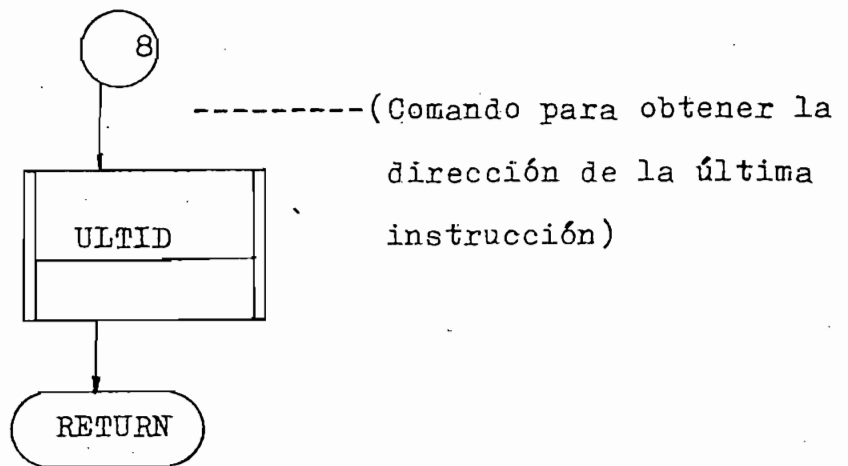 8
---------(Comando para obtener la
dirección de la última
instrucción)
ULTID
RETURN